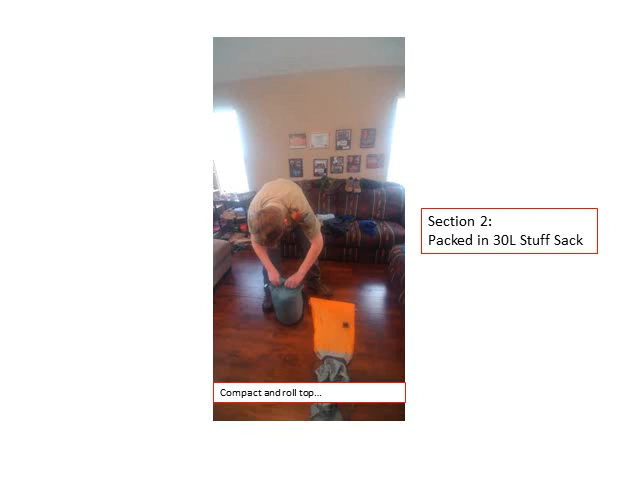 Section 2:
Packed in 30L Stuff Sack
Compact and roll top...